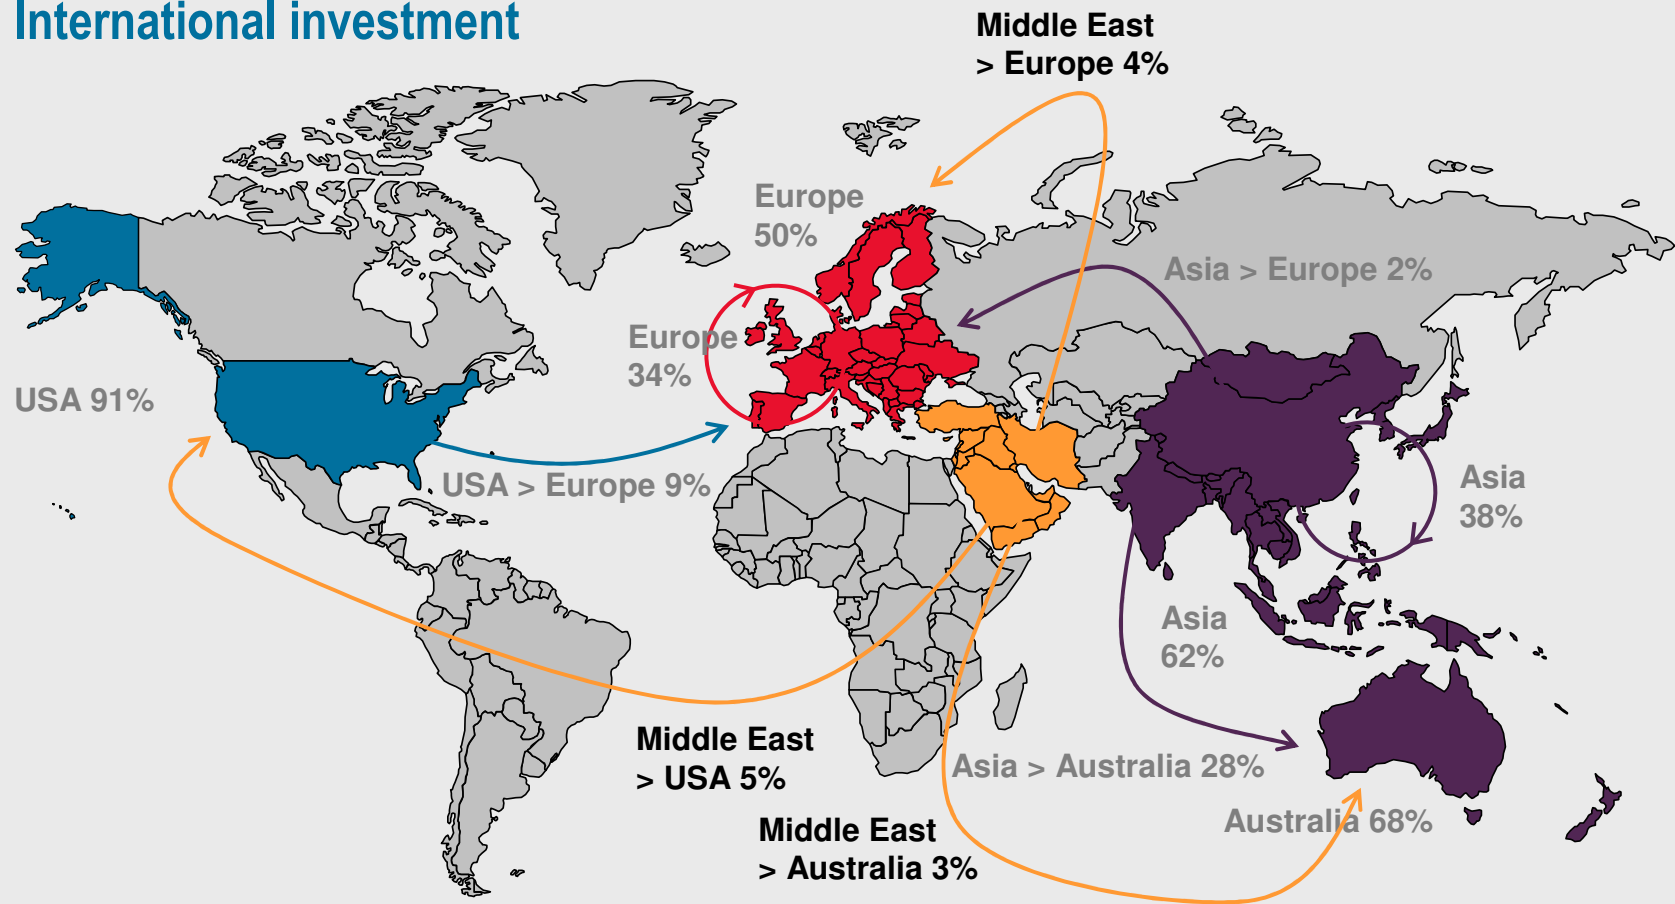 International investment
Middle East
> Europe 4%
Europe
50%
Asia > Europe 2%
Europe
34%
USA 91%
USA > Europe 9%
Asia
38%
Asia
62%
Middle East
> USA 5%
Asia > Australia 28%
Australia 68%
Middle East
> Australia 3%